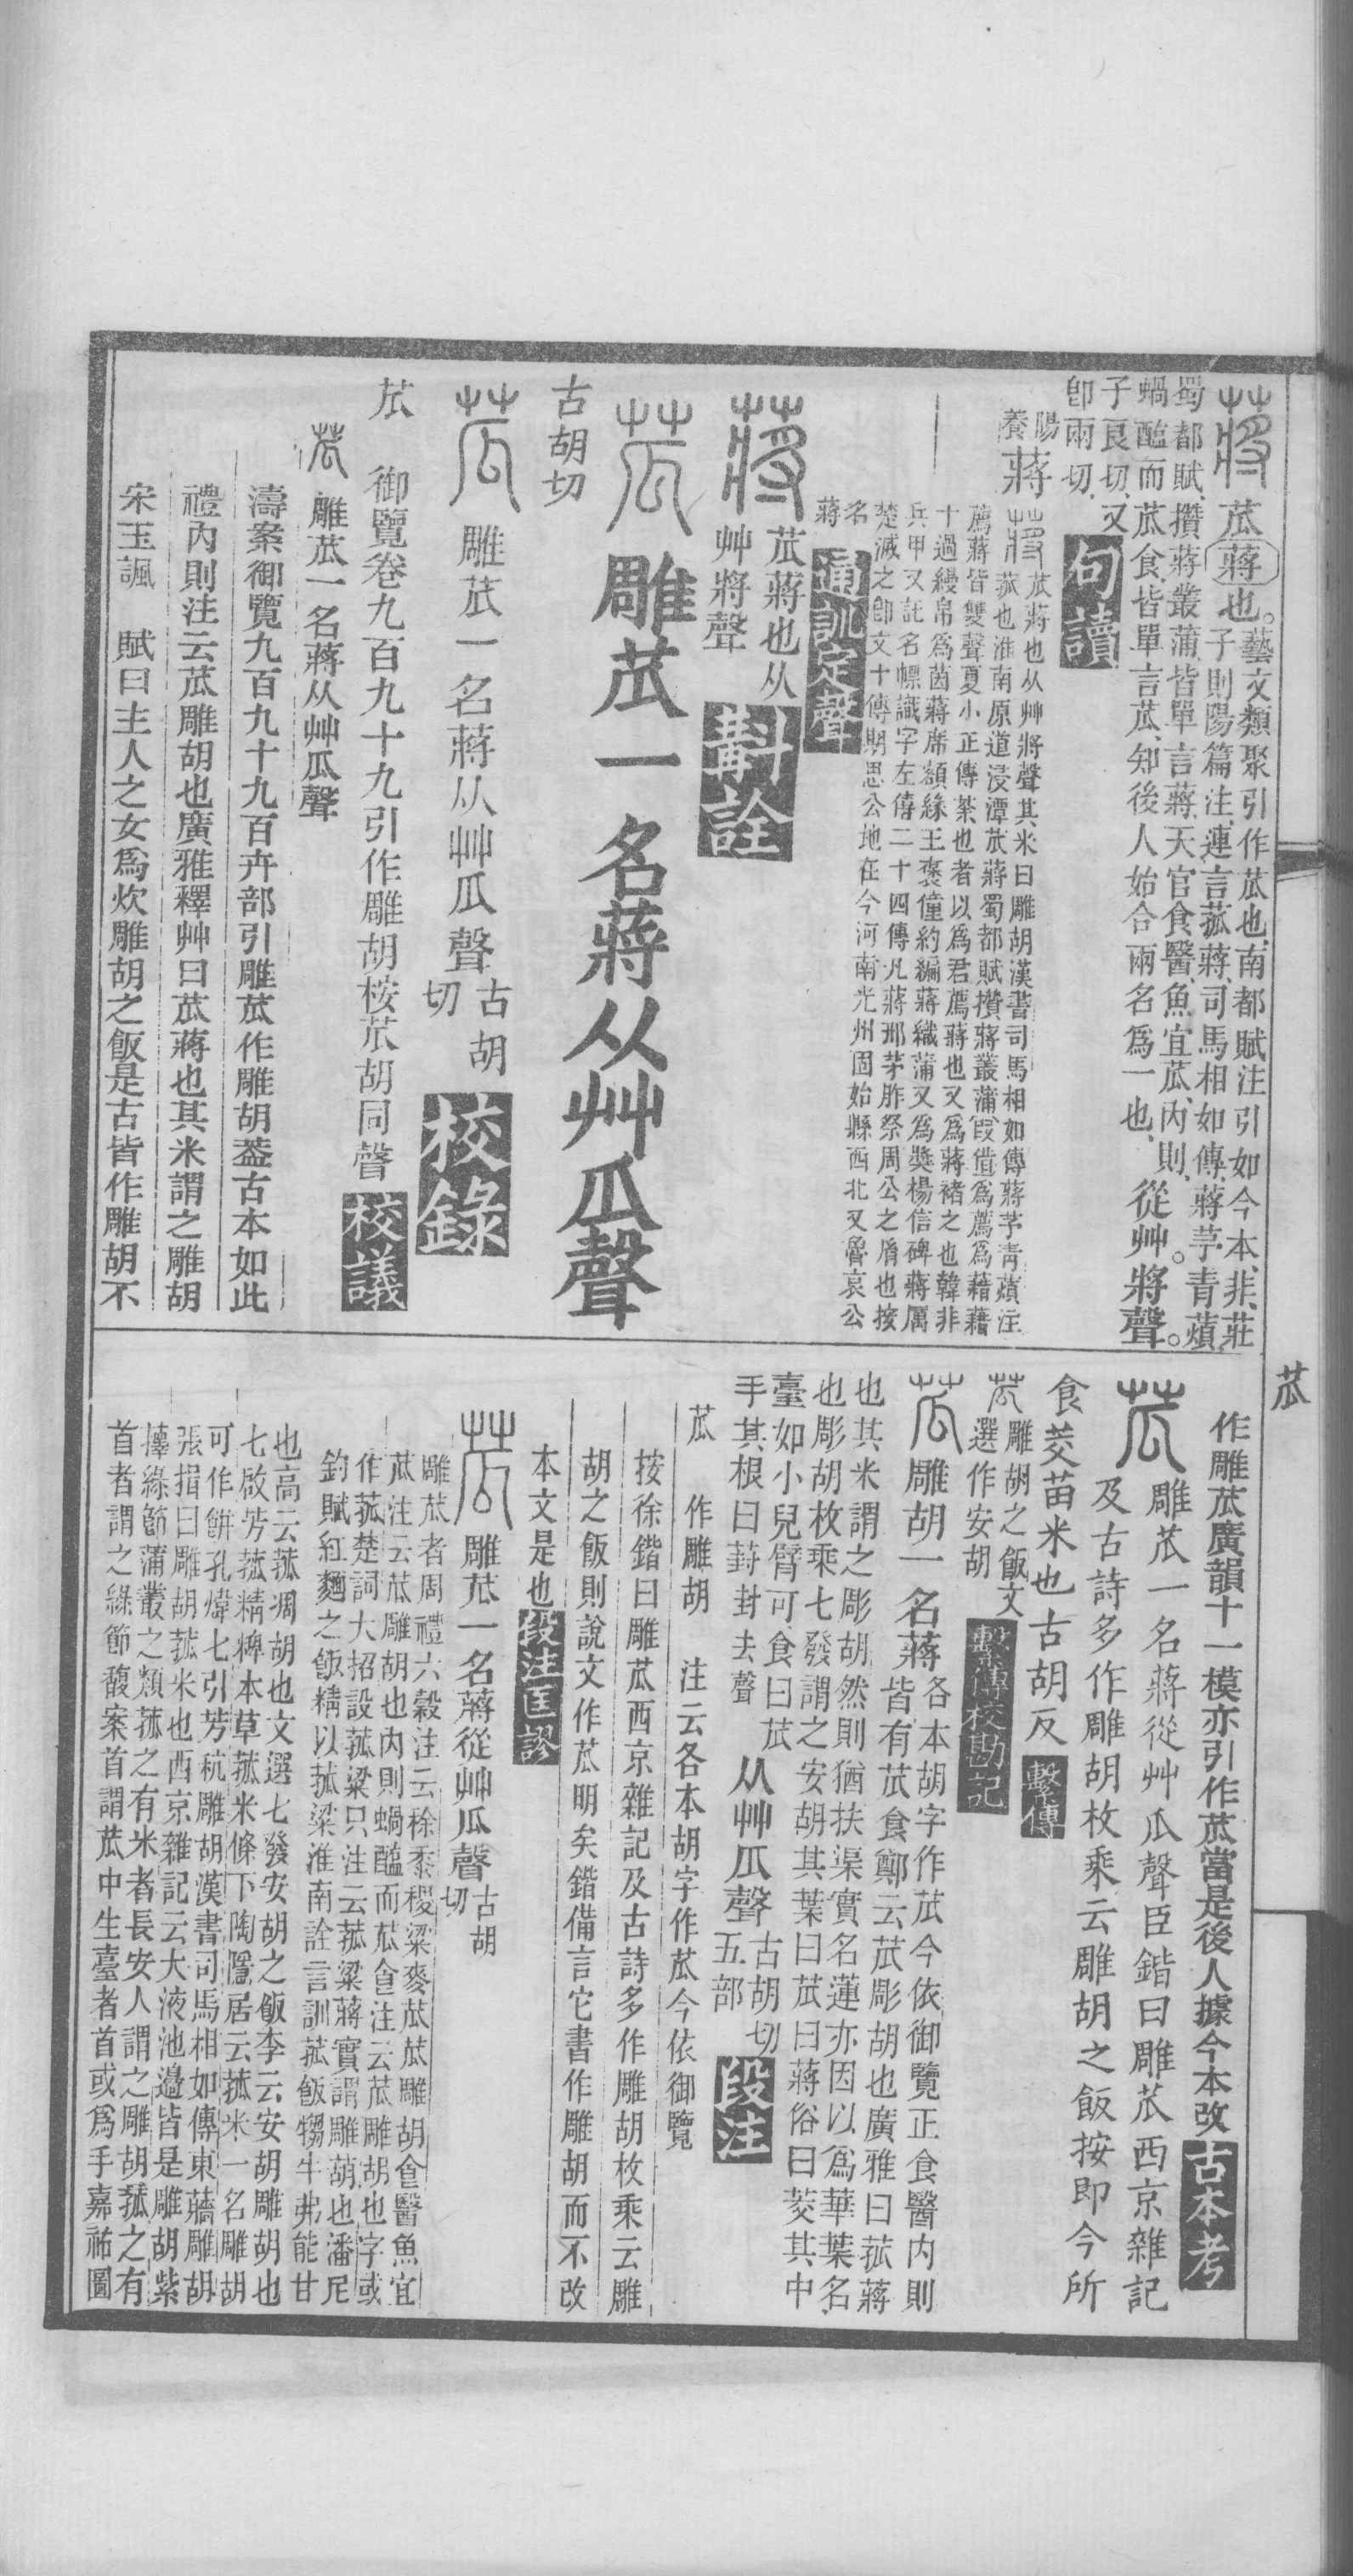 蔣苽蔣也。藝文類聚引作苽也、南都賦注引如今本、非、莊
子則陽篇注、連言菰蔣、司馬相如傳、蔣芧青薠、
蜀都賦、攢蔣叢蒲、皆單言蔣、天官食醫、魚宜苽、內則、
蝸醢而苽食、皆單言苽、知後人始合兩名爲一也、從艸。將聲。
子良切、又
卽兩切、句讀
陽
養蔣
苽蔣也从艸將聲其米曰雕胡漢書司馬相如傳蔣芧青薠注
菰也淮南原道浸潭苽蔣蜀都賦攢蔣叢蒲、叚借爲薦爲藉藉
薦蔣皆雙聲夏小正傳蓻也者以爲君薦蔣也又爲蔣褚之也韓非
十過縵帛爲茵蔣席頻緣王褒僮約編蔣織蒲又爲奬楊信碑蔣厲
兵甲又託名幖識字左僖二十四傳凡蔣邢茅胙祭周公之胤也按
楚滅之卽文十傳期思公地在今河南光州固始縣西北又魯哀公
名
蔣通訓定聲
蔣苽蔣也从
艸將聲斠詮
苽雕苽一名蔣从艸瓜聲
古胡切
苽雕苽一名蔣从艸瓜聲古胡
切校錄
苽
御覽卷九百九十九引作雕胡桉苽胡同聲校議
苽雕苽一名蔣从艸瓜聲
濤案御覽九百九十九百卉部引雕苽作雕胡葢古本如此
禮內則注云苽雕胡也廣雅釋艸曰苽蔣也其米謂之雕胡
宋玉諷 賦曰主人之女爲炊雕胡之飯是古皆作雕胡不
苽
作雕苽廣韻十一模亦引作苽當是後人據今本改古本考
苽雕苽一名蔣從艸瓜聲臣鍇曰雕苽西京雜記
及古詩多作雕胡枚乘云雕胡之飯按即今所
食茭苗米也古胡反繫傳
苽雕胡之飯文
選作安胡繫傳校勘記
苽雕胡一名蔣各本胡字作苽今依御覽正食醫內則
皆有苽食鄭云苽彫胡也廣雅曰菰蔣
也其米謂之彫胡然則猶扶渠實名蓮亦因以爲華葉名
也彫胡枚乘七發謂之安胡其葉曰苽曰蔣俗曰茭其中
臺如小兒臂可食曰苽
手其根曰葑封去聲 从艸瓜聲古胡切
五部段注
苽
作雕胡 注云各本胡字作苽今依御覽
按徐鍇曰雕苽西京雜記及古詩多作雕胡枚乘云雕
胡之飯則說文作苽明矣鍇備言它書作雕胡而不改
本文是也段注匡謬
苽雕苽一名蔣從艸瓜聲古胡
切
雕苽者周禮六穀注云稌黍稷粱麥苽苽雕胡食醫魚宜
苽注云苽雕胡也內則蝸醢而苽食注云苽雕胡也字或
作菰楚詞大招設菰粱只注云菰粱蔣實謂雕葫也潘尼
釣賦紅麵之飯精以菰粱淮南詮言訓菰飯犓牛弗能甘
也高云菰凋胡也文選七發安胡之飯李云安胡雕胡也
七啟芳菰精粺本草菰米條下陶隱居云菰米一名雕胡
可作餠孔煒七引芳秔雕胡漢書司馬相如傳東蘠雕胡
張揖曰雕胡菰米也西京雜記云太液池邊皆是雕胡紫
籜綠節蒲叢之類菰之有米者長安人謂之雕胡菰之有
首者謂之綠節馥案首謂苽中生臺者首或爲手嘉祐圖